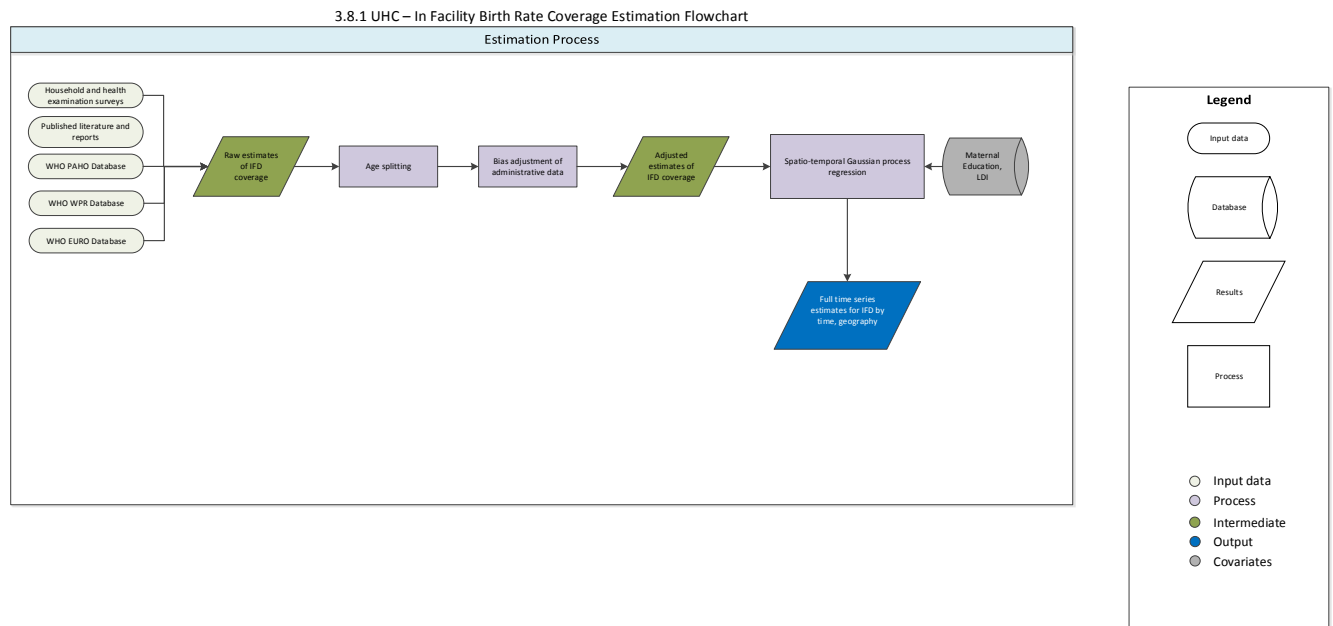 3.8.1 UHC – In Facility Birth Rate Coverage Estimation Flowchart
Estimation Process
Household and health
examination surveys
Published literature and
reports
WHO PAHO Database
WHO WPR Database
WHO EURO Database
Raw estimates
of IFD
coverage
Age splitting
Bias adjustment of
administrative data
Adjusted
estimates of
IFD coverage
Spatio-temporal Gaussian process
regression
Maternal
Education,
LDI
Full time series
estimates for IFD by
time, geography
Legend
Input data
Database
Results
Process
Input data
Process
Intermediate
Output
Covariates